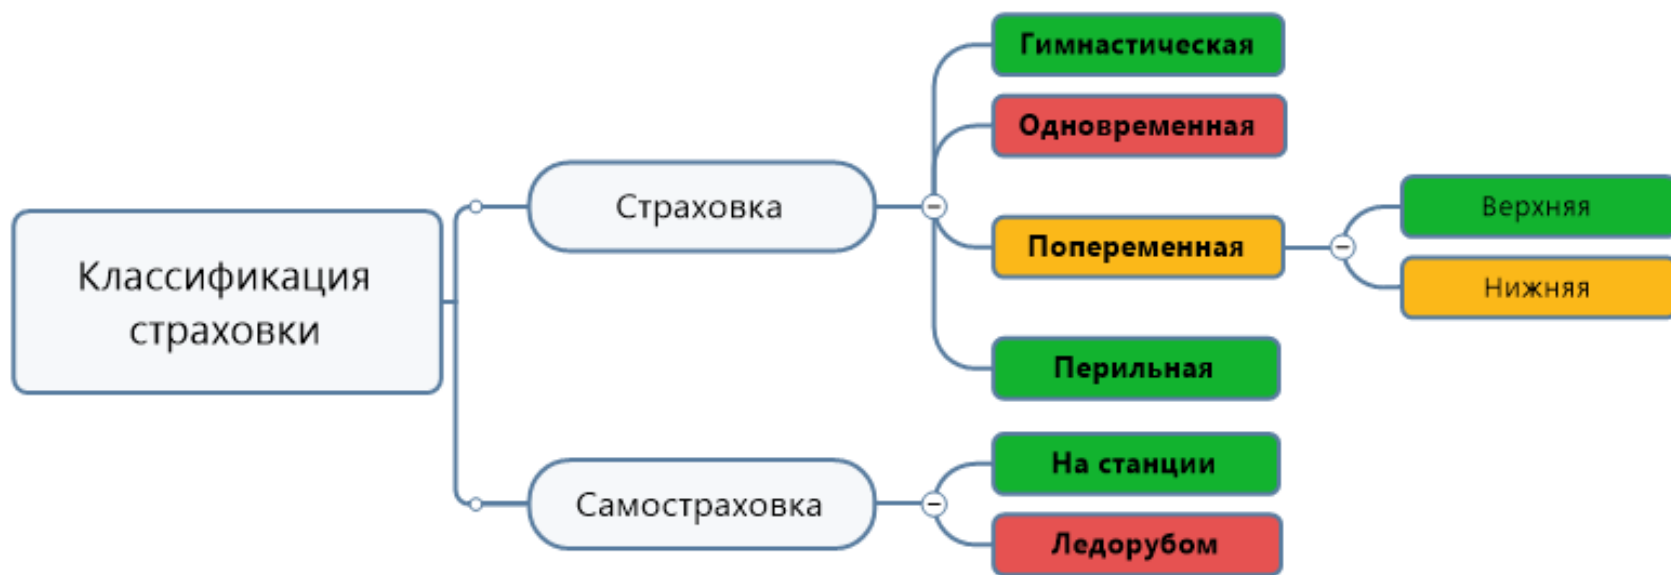 Классификация
страховки
Страховка
Гимнастическая
Одновременная
Попеременная
Верхняя
Нижняя
Перильная
Самостраховка
На станции
Ледорубом